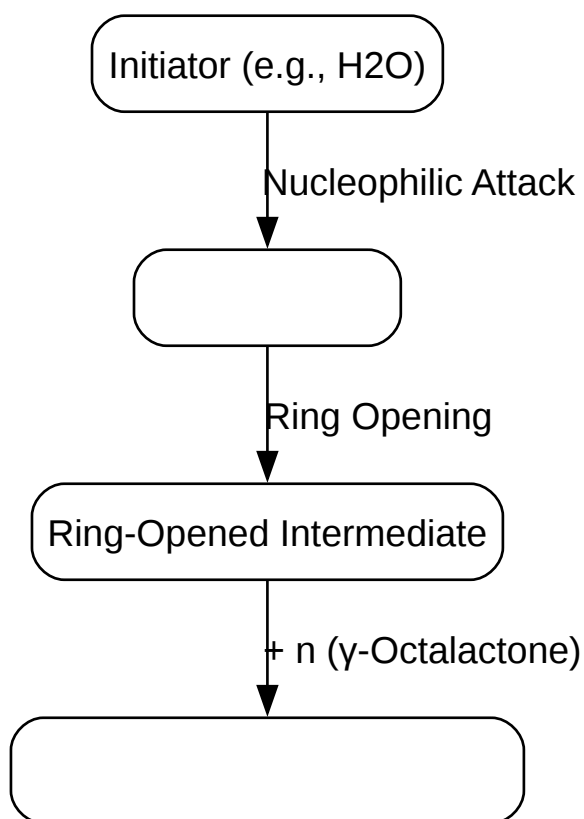 Initiator (e.g., H2O)
Nucleophilic Attack
Ring Opening
Ring-Opened Intermediate
+ n (γ-Octalactone)